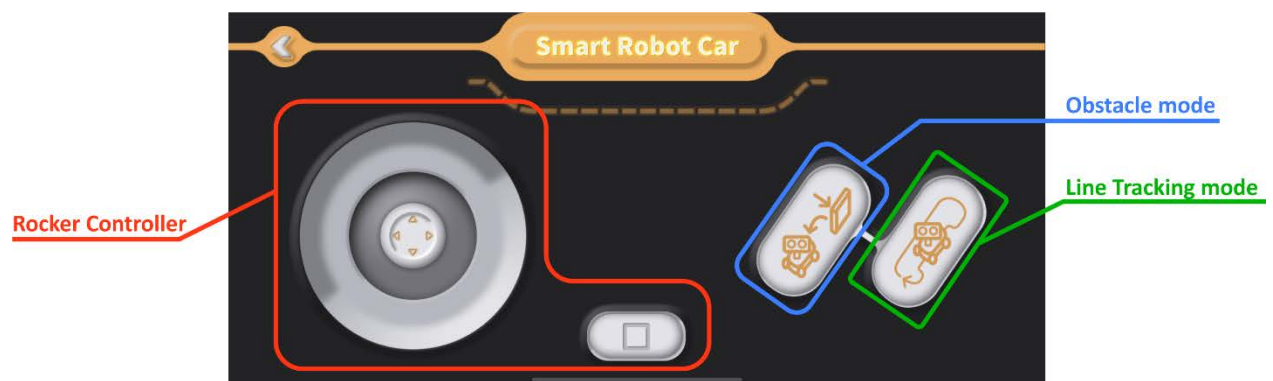 Smart Robot Car
Obstacle mode
Line Tracking mode
Rocker Controller